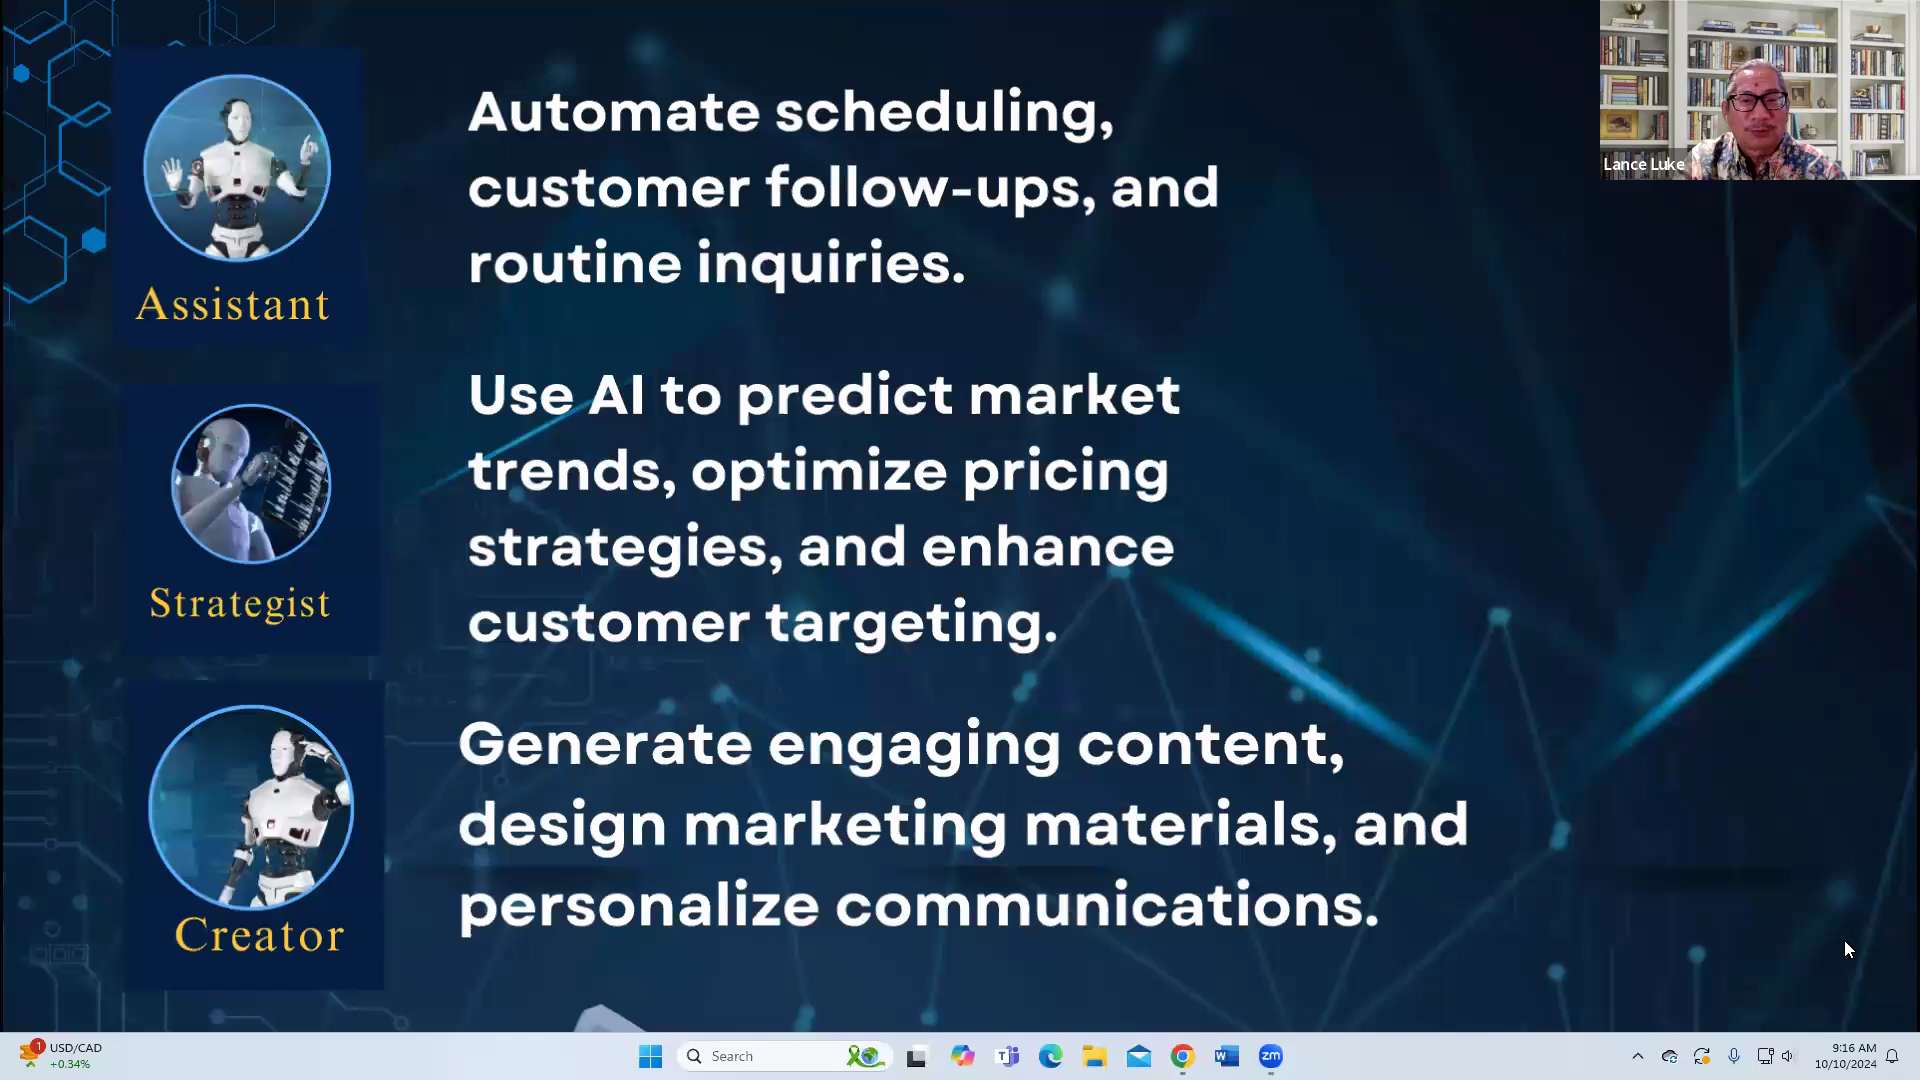 Automate scheduling,
customer follow-ups, and
routine inquiries.
Assistant
Lance Luke
Use AI to predict market
trends, optimize pricing
strategies, and enhance
customer targeting.
Strategist
Generate engaging content,
design marketing materials, and
personalize communications.
Creator
1
USD/CAD
+0.34%
Search
zm
9:16 AM
10/10/2024